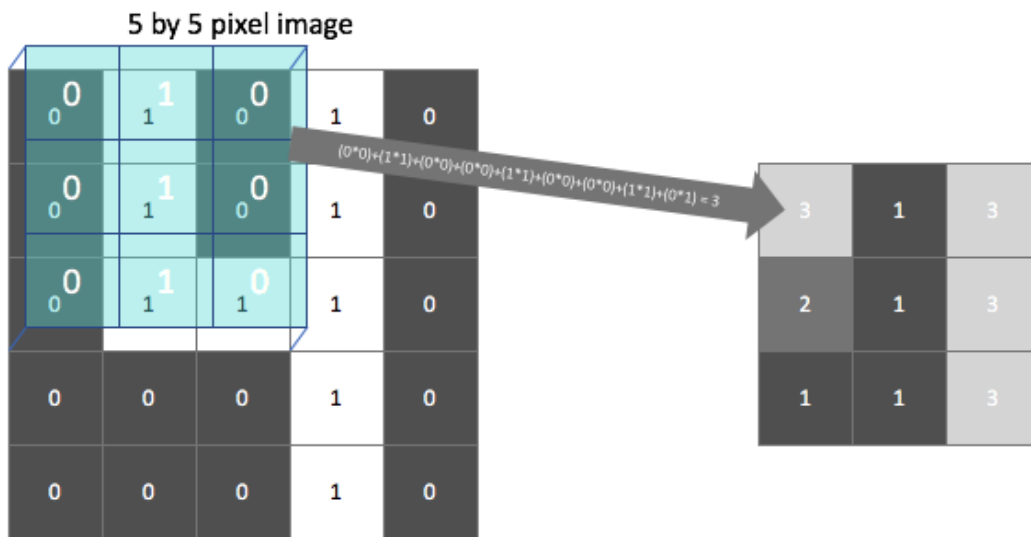 5 by 5 pixel image
0 0 1 1 0 0 1 0
0 0 1 1 0 0 1 0
0 0 1 1 1 0 1 0
0 0 0 1 0
0 0 0 1 0
(0*0)+(1*1)+(0*0)+(0*0)+(1*1)+(0*0)+(0*0)+(1*1)+(0*1) = 3
3 1 3
2 1 3
1 1 3